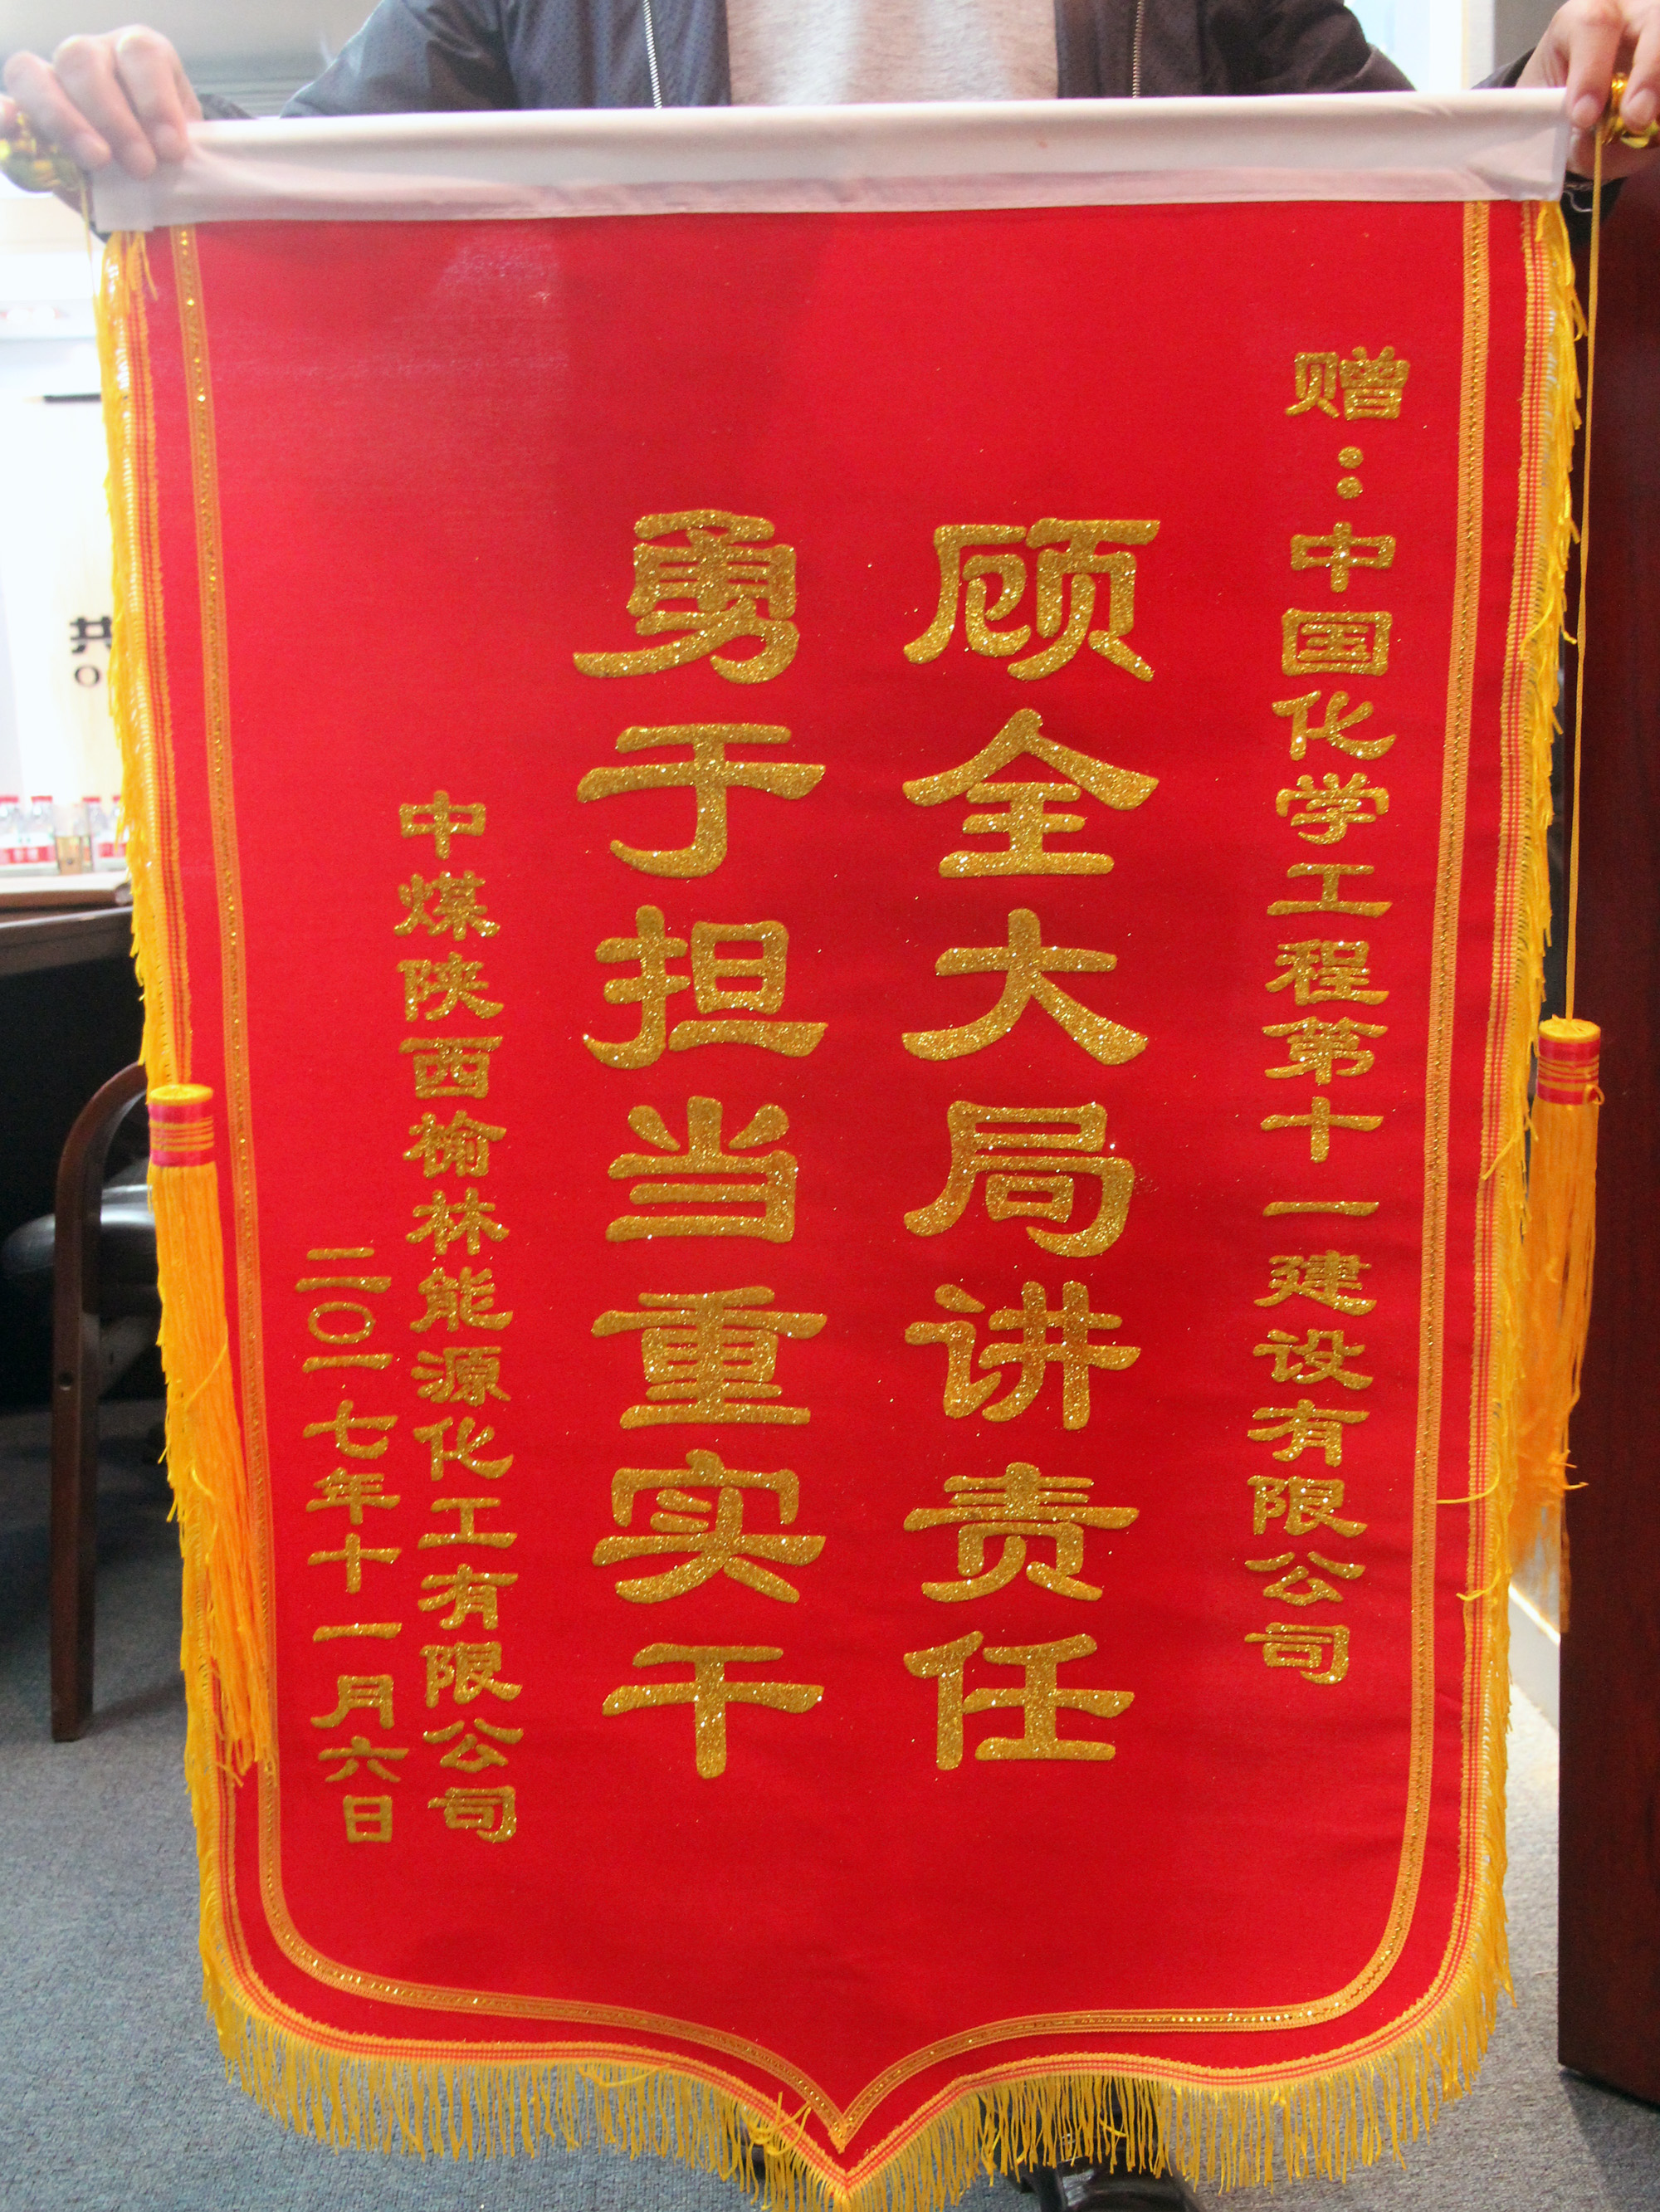 赠：中国化学工程第十一建设有限公司
顾全大局讲责任
勇于担当重实干
中煤陕西榆林能源化工有限公司
二〇一七年十一月六日
共